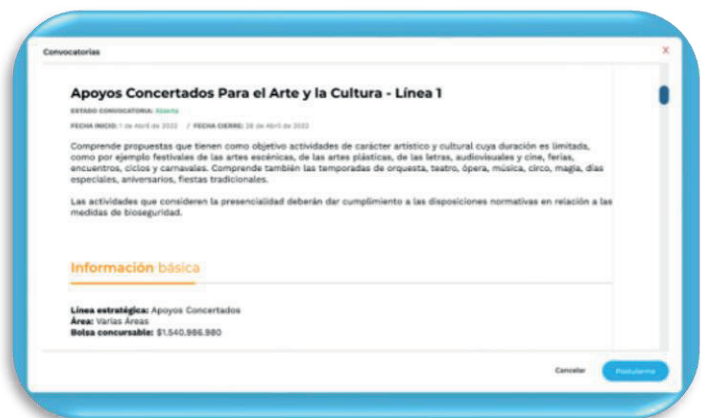 Convocatorias
X
Apoyos Concertados Para el Arte y la Cultura - Línea 1
ESTADO CONVOCATORIA: Abierta
FECHA INICIO: 1 de Abril de 2022 / FECHA CIERRE: 28 de Abril de 2022
Comprende propuestas que tienen como objetivo actividades de carácter artístico y cultural cuya duración es limitada,
como por ejemplo festivales de las artes escénicas, de las artes plásticas, de las letras, audiovisuales y cine, ferias,
encuentros, ciclos y carnavales. Comprende también las temporadas de orquesta, teatro, ópera, música, circo, magia, días
especiales, aniversarios, fiestas tradicionales.
Las actividades que consideren la presencialidad deberán dar cumplimiento a las disposiciones normativas en relación a las
medidas de bioseguridad.
Información básica
Línea estratégica: Apoyos Concertados
Área: Varias Áreas
Bolsa concursable: $1.540.986.980
Cancelar
Postularme